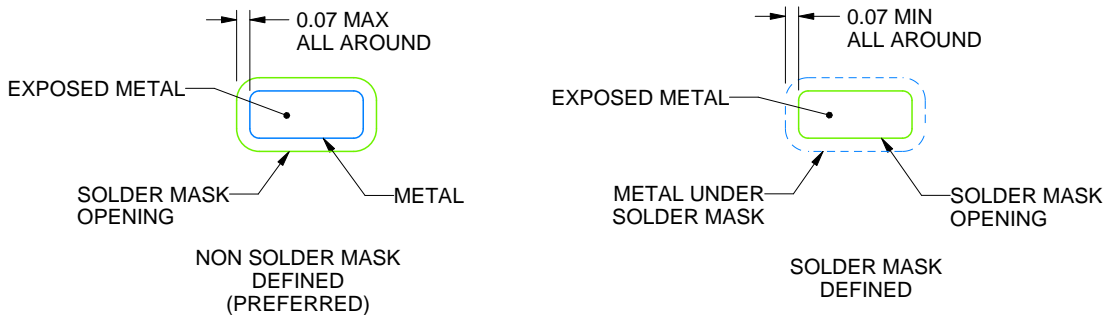 0.07 MAX
ALL AROUND
EXPOSED METAL
SOLDER MASK
OPENING
METAL
NON SOLDER MASK
DEFINED
(PREFERRED)
0.07 MIN
ALL AROUND
EXPOSED METAL
METAL UNDER
SOLDER MASK
SOLDER MASK
OPENING
SOLDER MASK
DEFINED